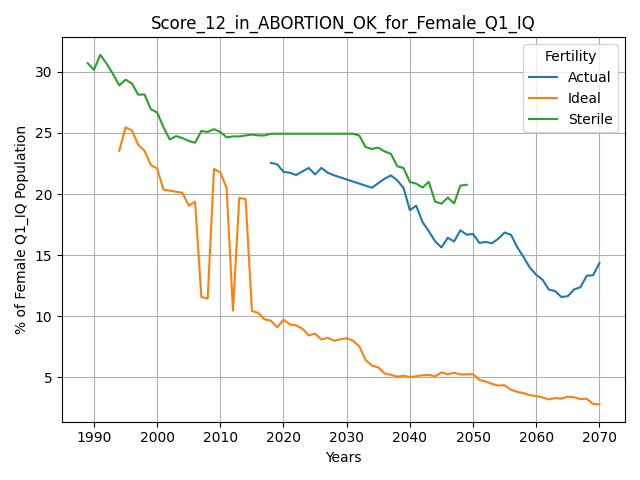 Score_12_in_ABORTION_OK_for_Female_Q1_IQ
Fertility
Actual
Ideal
Sterile
% of Female Q1_IQ Population
30
25
20
15
10
5
1990 2000 2010 2020 2030 2040 2050 2060 2070
Years